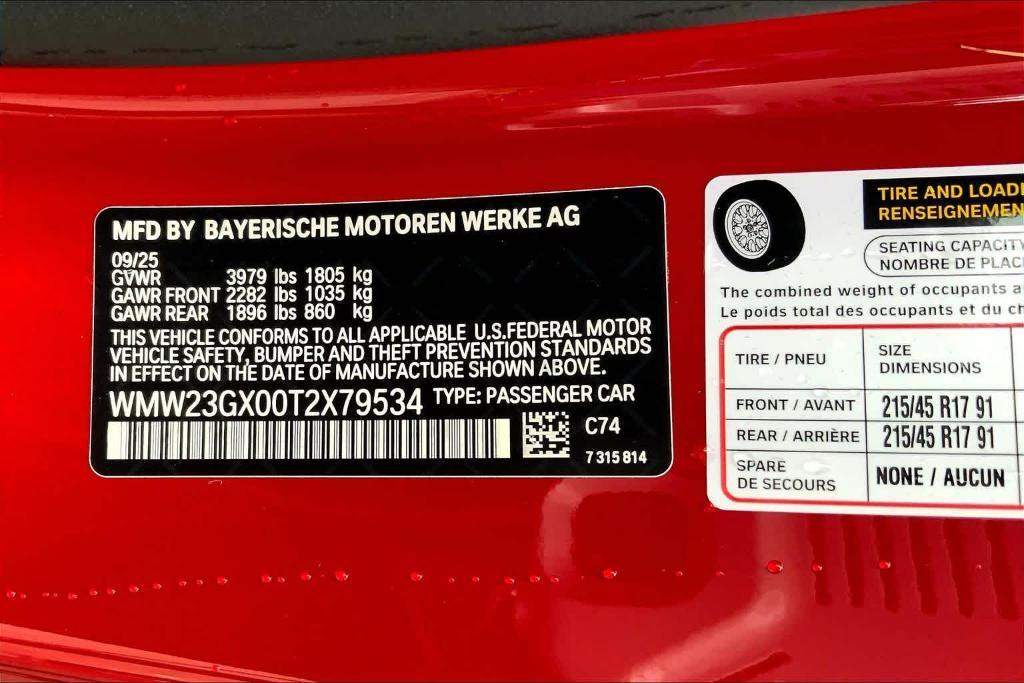 MFD BY BAYERISCHE MOTOREN WERKE AG
09/25
GVWR 3979 lbs 1805 kg
GAWR FRONT 2282 lbs 1035 kg
GAWR REAR 1896 lbs 860 kg
THIS VEHICLE CONFORMS TO ALL APPLICABLE U.S.FEDERAL MOTOR
VEHICLE SAFETY, BUMPER AND THEFT PREVENTION STANDARDS
IN EFFECT ON THE DATE OF MANUFACTURE SHOWN ABOVE.
WMW23GX00T2X79534 TYPE: PASSENGER CAR
C74
7 315 814
TIRE AND LOADI
RENSEIGNEMEN
SEATING CAPACITY
NOMBRE DE PLAC
The combined weight of occupants a
Le poids total des occupants et du ch
TIRE / PNEU
SIZE
DIMENSIONS
FRONT / AVANT 215/45 R17 91
REAR / ARRIÈRE 215/45 R17 91
SPARE
DE SECOURS
NONE / AUCUN